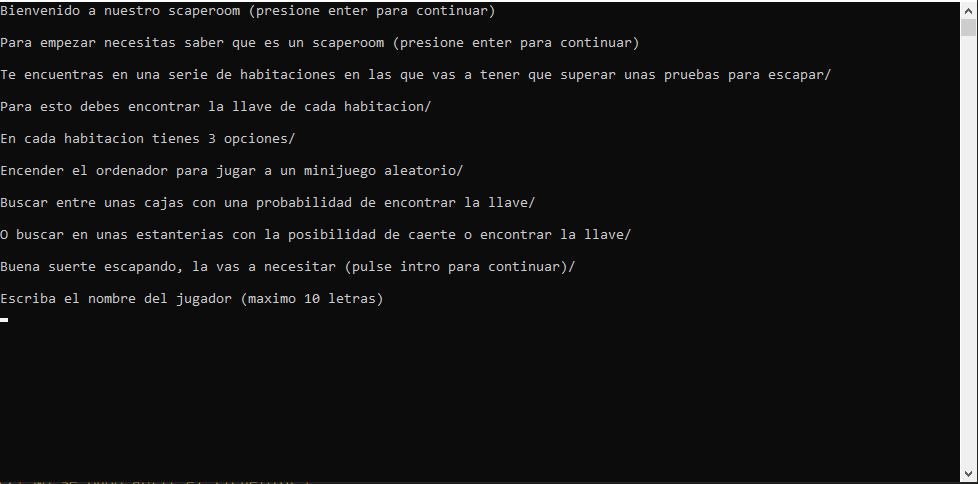 Bienvenido a nuestro scaperoom (presione enter para continuar)
Para empezar necesitas saber que es un scaperoom (presione enter para continuar)
Te encuentras en una serie de habitaciones en las que vas a tener que superar unas pruebas para escapar/
Para esto debes encontrar la llave de cada habitacion/
En cada habitacion tienes 3 opciones/
Encender el ordenador para jugar a un minijuego aleatorio/
Buscar entre unas cajas con una probabilidad de encontrar la llave/
O buscar en unas estanterias con la posibilidad de caerte o encontrar la llave/
Buena suerte escapando, la vas a necesitar (pulse intro para continuar)/
Escriba el nombre del jugador (maximo 10 letras)